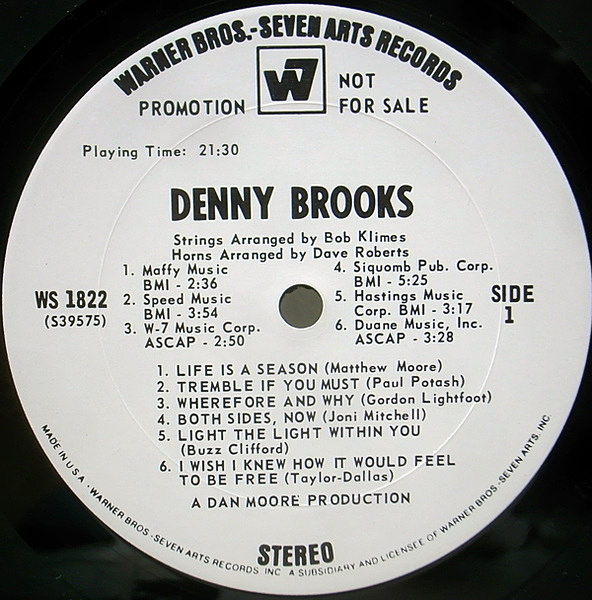 WARNER BROS.-SEVEN ARTS RECORDS
W7
PROMOTION NOT
FOR SALE
Playing Time: 21:30
DENNY BROOKS
Strings Arranged by Bob Klimes
Horns Arranged by Dave Roberts
1. Maffy Music
BMI - 2:36
2. Speed Music
BMI - 3:54
3. W-7 Music Corp.
ASCAP - 2:50
4. Siquomb Pub. Corp.
BMI - 5:25
5. Hastings Music
Corp. BMI - 3:17
6. Duane Music, Inc.
ASCAP - 3:28
WS 1822
(S39575)
SIDE
1
1. LIFE IS A SEASON (Matthew Moore)
2. TREMBLE IF YOU MUST (Paul Potash)
3. WHEREFORE AND WHY (Gordon Lightfoot)
4. BOTH SIDES, NOW (Joni Mitchell)
5. LIGHT THE LIGHT WITHIN YOU
(Buzz Clifford)
6. I WISH I KNEW HOW IT WOULD FEEL
TO BE FREE (Taylor-Dallas)
A DAN MOORE PRODUCTION
STEREO
MADE IN U.S.A. • WARNER BROS.-SEVEN ARTS RECORDS INC. A SUBSIDIARY AND LICENSEE OF WARNER BROS.-SEVEN ARTS, INC.